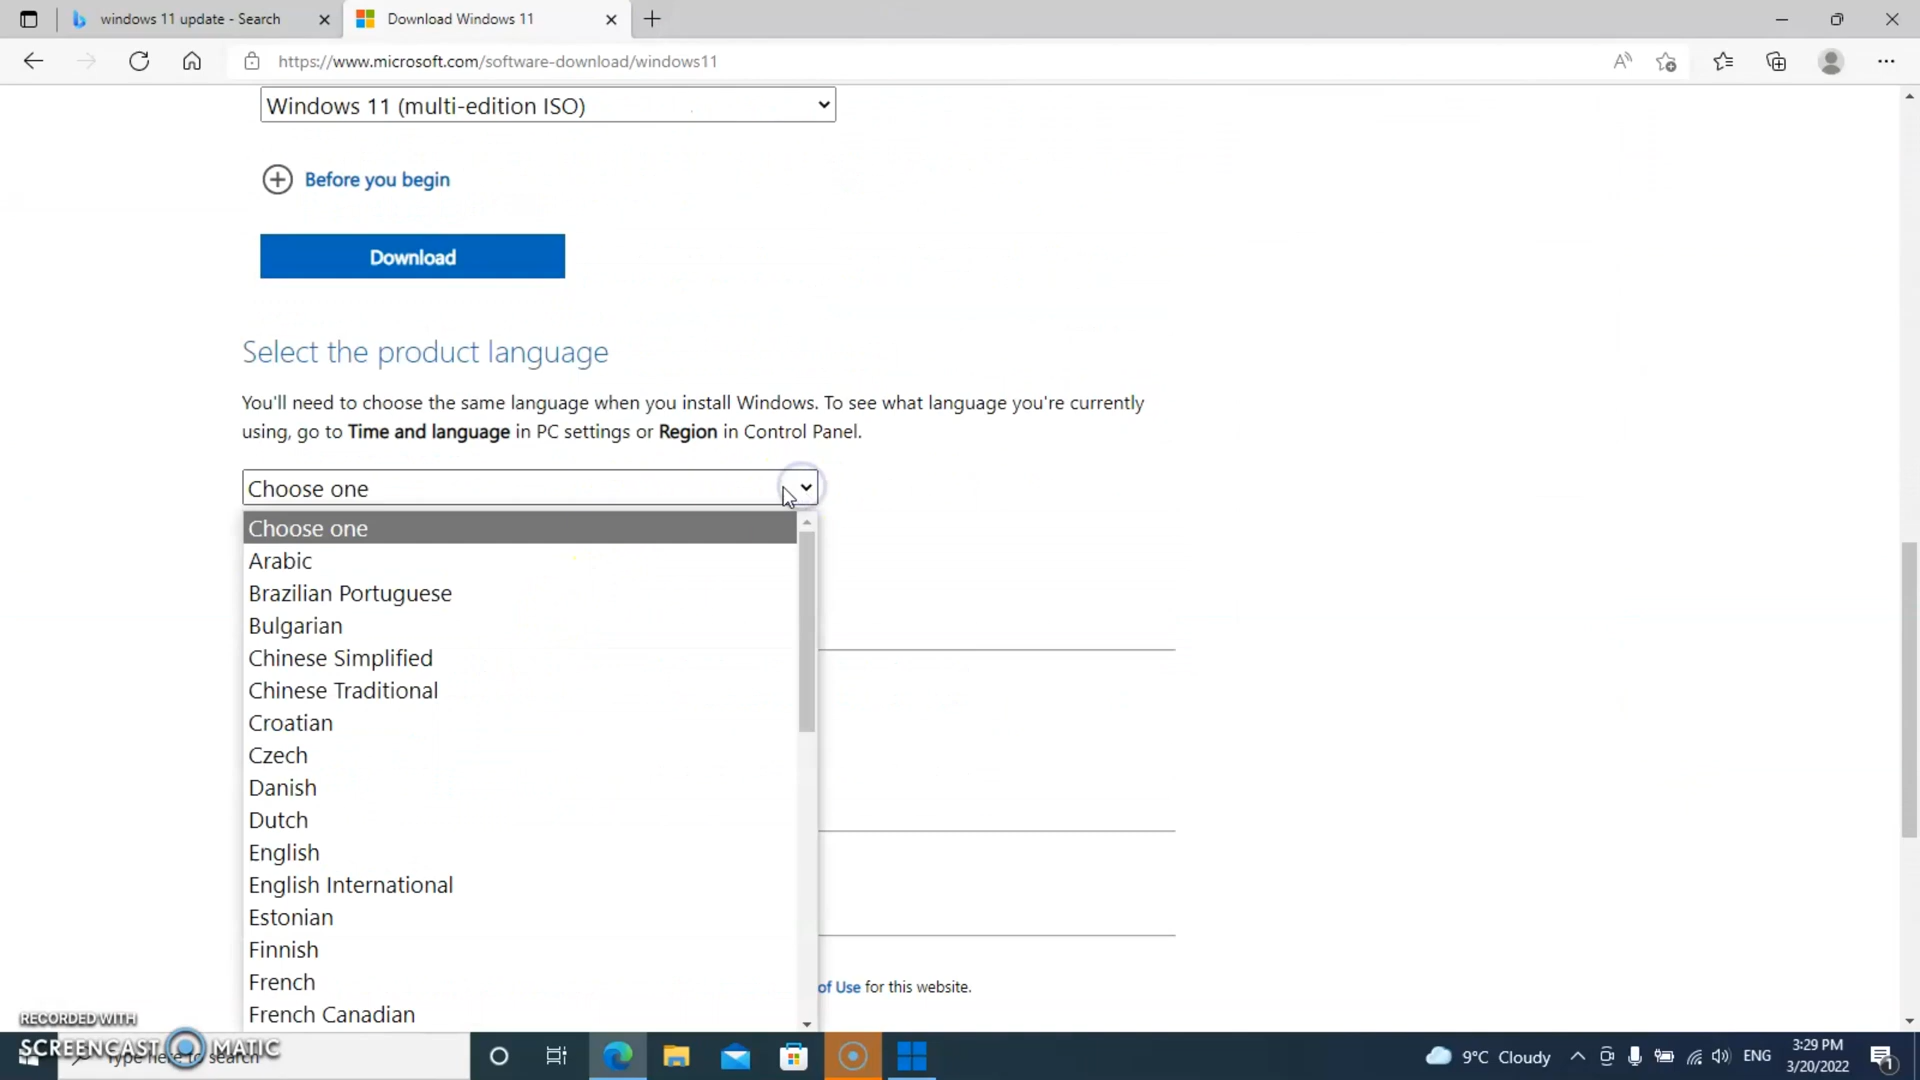 windows 11 update - Search
Download Windows 11
https://www.microsoft.com/software-download/windows11
Windows 11 (multi-edition ISO)
Before you begin
Download
Select the product language
You'll need to choose the same language when you install Windows. To see what language you're currently
using, go to Time and language in PC settings or Region in Control Panel.
Choose one
Choose one
Arabic
Brazilian Portuguese
Bulgarian
Chinese Simplified
Chinese Traditional
Croatian
Czech
Danish
Dutch
English
English International
Estonian
Finnish
French
of Use for this website.
French Canadian
RECORDED WITH
SCREENCAST MATIC
Type here to search
9°C Cloudy
ENG
3:29 PM
3/20/2022
1